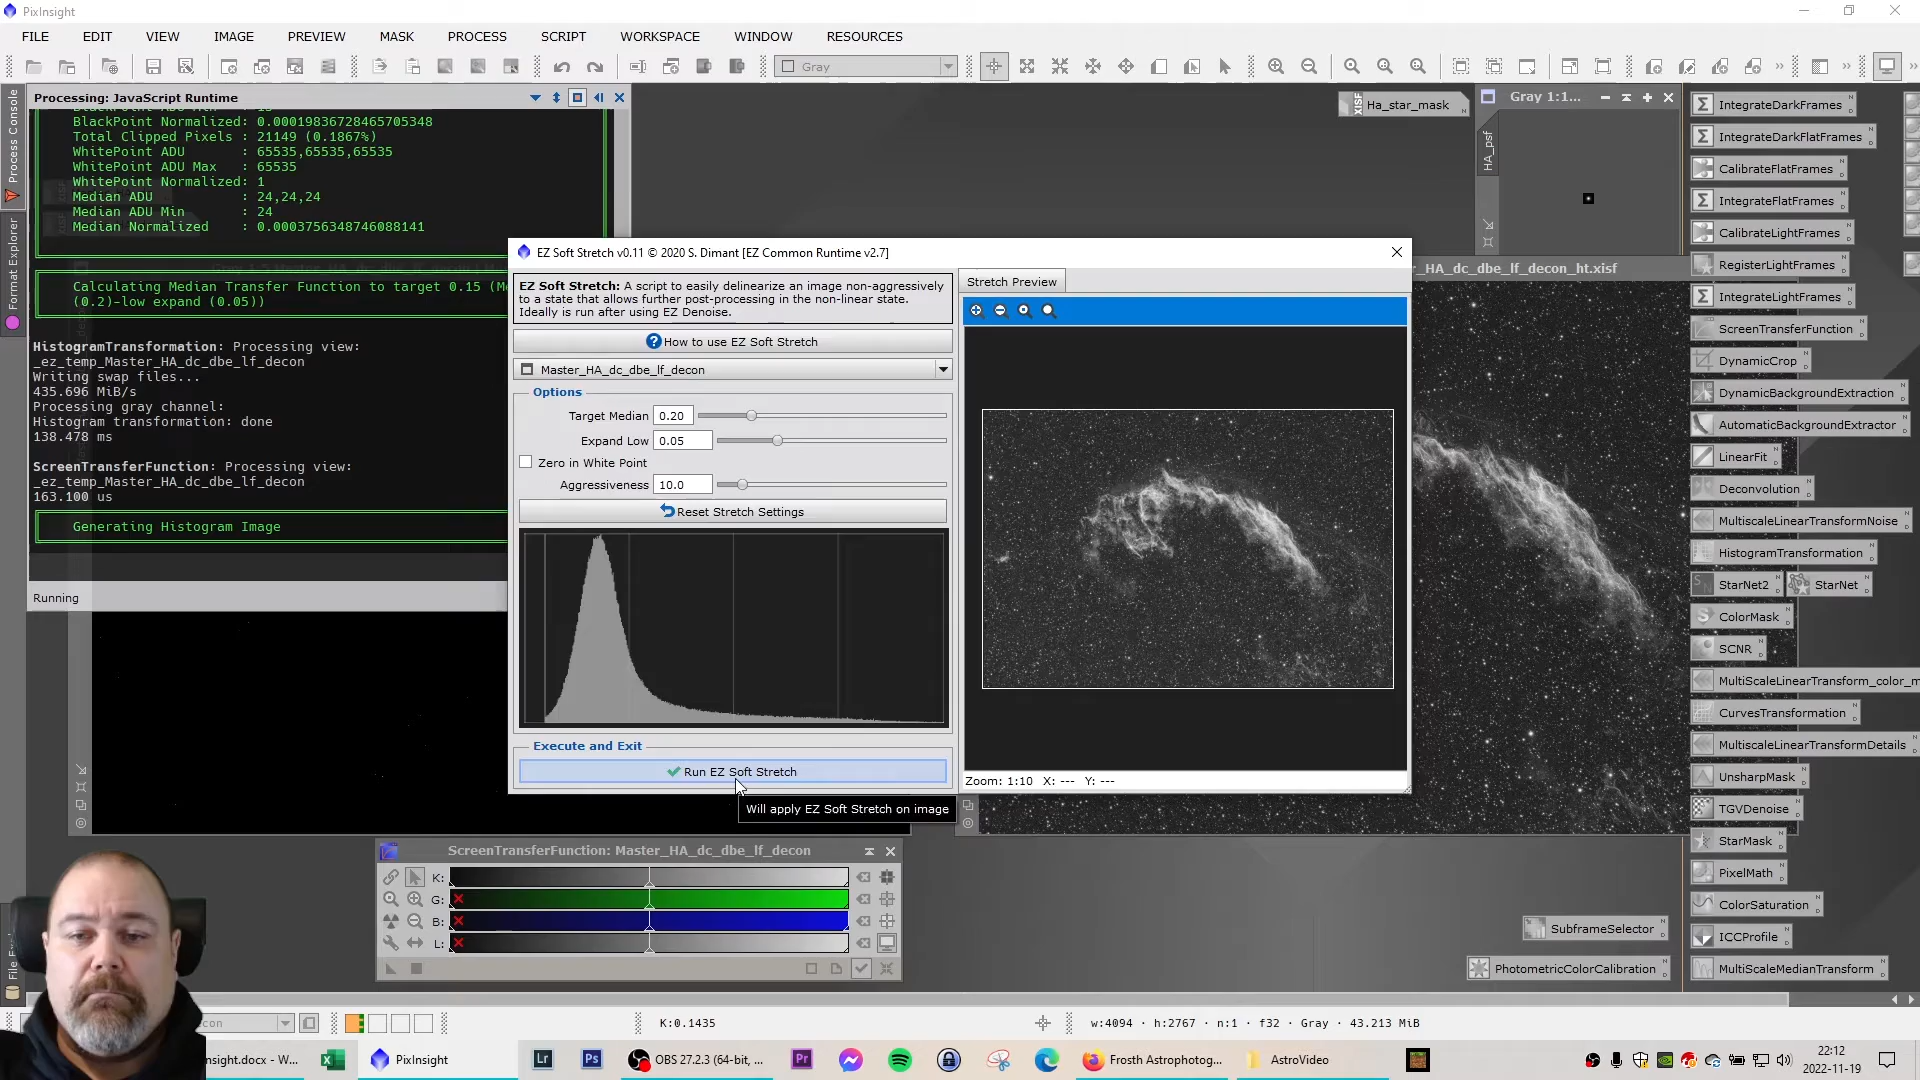 PixInsight
FILE EDIT VIEW IMAGE PREVIEW MASK PROCESS SCRIPT WORKSPACE WINDOW RESOURCES
Gray
Processing: JavaScript Runtime
Process Console
Format Explorer
BlackPoint Normalized: 0.00019836728465705348
Total Clipped Pixels : 21149 (0.1867%)
WhitePoint ADU : 65535,65535,65535
WhitePoint ADU Max : 65535
WhitePoint Normalized: 1
Median ADU : 24,24,24
Median ADU Min : 24
Median Normalized : 0.0003756348746088141
Calculating Median Transfer Function to target 0.15 (M
(0.2)-low expand (0.05))
HistogramTransformation: Processing view:
_ez_temp_Master_HA_dc_dbe_lf_decon
Writing swap files...
435.696 MiB/s
Processing gray channel:
Histogram transformation: done
138.478 ms
ScreenTransferFunction: Processing view:
_ez_temp_Master_HA_dc_dbe_lf_decon
163.100 us
Generating Histogram Image
Running
EZ Soft Stretch v0.11 © 2020 S. Dimant [EZ Common Runtime v2.7]
EZ Soft Stretch: A script to easily delinearize an image non-aggressively
to a state that allows further post-processing in the non-linear state.
Ideally is run after using EZ Denoise.
How to use EZ Soft Stretch
Master_HA_dc_dbe_lf_decon
Options
Target Median 0.20
Expand Low 0.05
Zero in White Point
Aggressiveness 10.0
Reset Stretch Settings
Execute and Exit
Run EZ Soft Stretch
Will apply EZ Soft Stretch on image
Stretch Preview
Zoom: 1:10 X: --- Y: ---
XISF
Ha_star_mask
Gray 1:1...
HA_psf
_HA_dc_dbe_lf_decon_ht.xisf
IntegrateDarkFrames
IntegrateDarkFlatFrames
CalibrateFlatFrames
IntegrateFlatFrames
CalibrateLightFrames
RegisterLightFrames
IntegrateLightFrames
ScreenTransferFunction
DynamicCrop
DynamicBackgroundExtraction
AutomaticBackgroundExtractor
LinearFit
Deconvolution
MultiscaleLinearTransformNoise
HistogramTransformation
StarNet2 StarNet
ColorMask
SCNR
MultiScaleLinearTransform_color_m
CurvesTransformation
MultiscaleLinearTransformDetails
UnsharpMask
TGVDenoise
StarMask
PixelMath
ColorSaturation
ICCProfile
MultiScaleMedianTransform
SubframeSelector
PhotometricColorCalibration
ScreenTransferFunction: Master_HA_dc_dbe_lf_decon
K:
G:
B:
L:
K:0.1435
w:4094 · h:2767 · n:1 · f32 · Gray · 43.213 MiB
nsight.docx - W...
PixInsight
Lr
Ps
OBS 27.2.3 (64-bit, ...
Pr
Frosth Astrophotog...
AstroVideo
22:12
2022-11-19